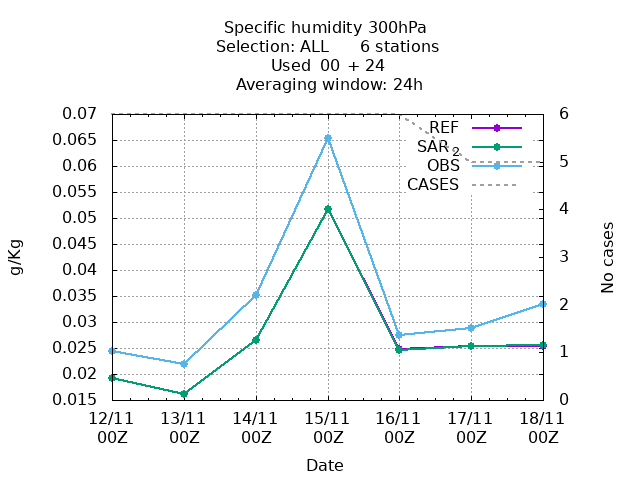 Specific humidity 300hPa
Selection: ALL 6 stations
Used 00 + 24
Averaging window: 24h
0.07 6
REF
0.065
SAR 2
0.06 5
OBS
0.055
CASES
0.05 4
0.045
g/Kg
0.04 3
No cases
0.035
0.03 2
0.025 1
0.02
0.015 0
12/11 13/11 14/11 15/11 16/11 17/11 18/11
00Z 00Z 00Z 00Z 00Z 00Z 00Z
Date